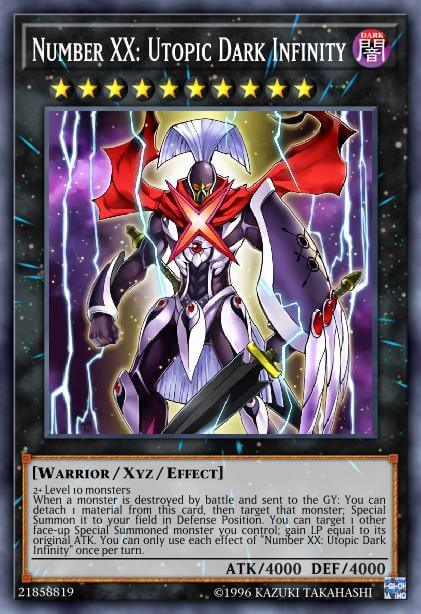 Number XX: Utopic Dark Infinity
DARK
闇
[Warrior / Xyz / Effect]
2+ Level 10 monsters
When a monster is destroyed by battle and sent to the GY: You can
detach 1 material from this card, then target that monster; Special
Summon it to your field in Defense Position. You can target 1 other
face-up Special Summoned monster you control; gain LP equal to its
original ATK. You can only use each effect of "Number XX: Utopic Dark
Infinity" once per turn.
ATK/4000 DEF/4000
21858819
©1996 KAZUKI TAKAHASHI